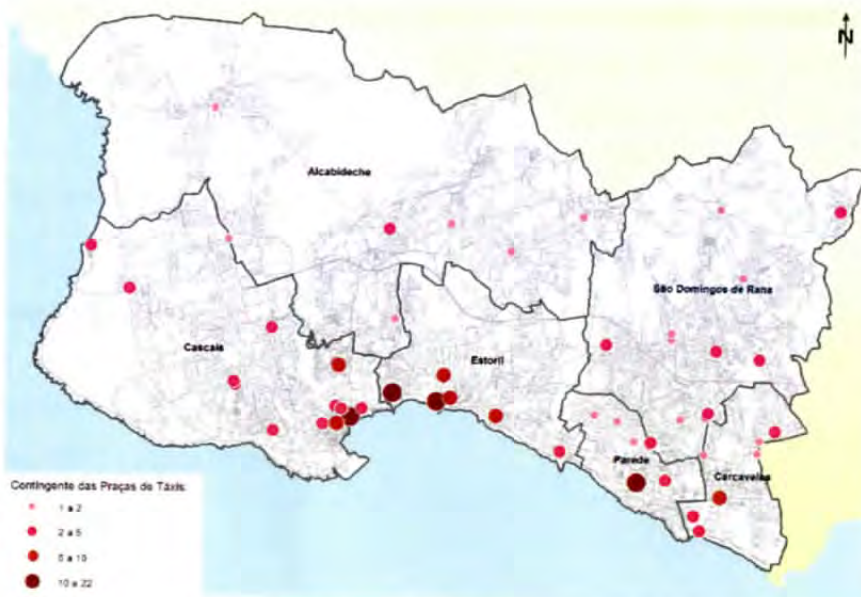 N
Alcabideche
São Domingos de Rana
Cascais
Estoril
Parede
Carcavelos
Contingente das Praças de Táxis:
1 a 2
2 a 5
5 a 10
10 a 22